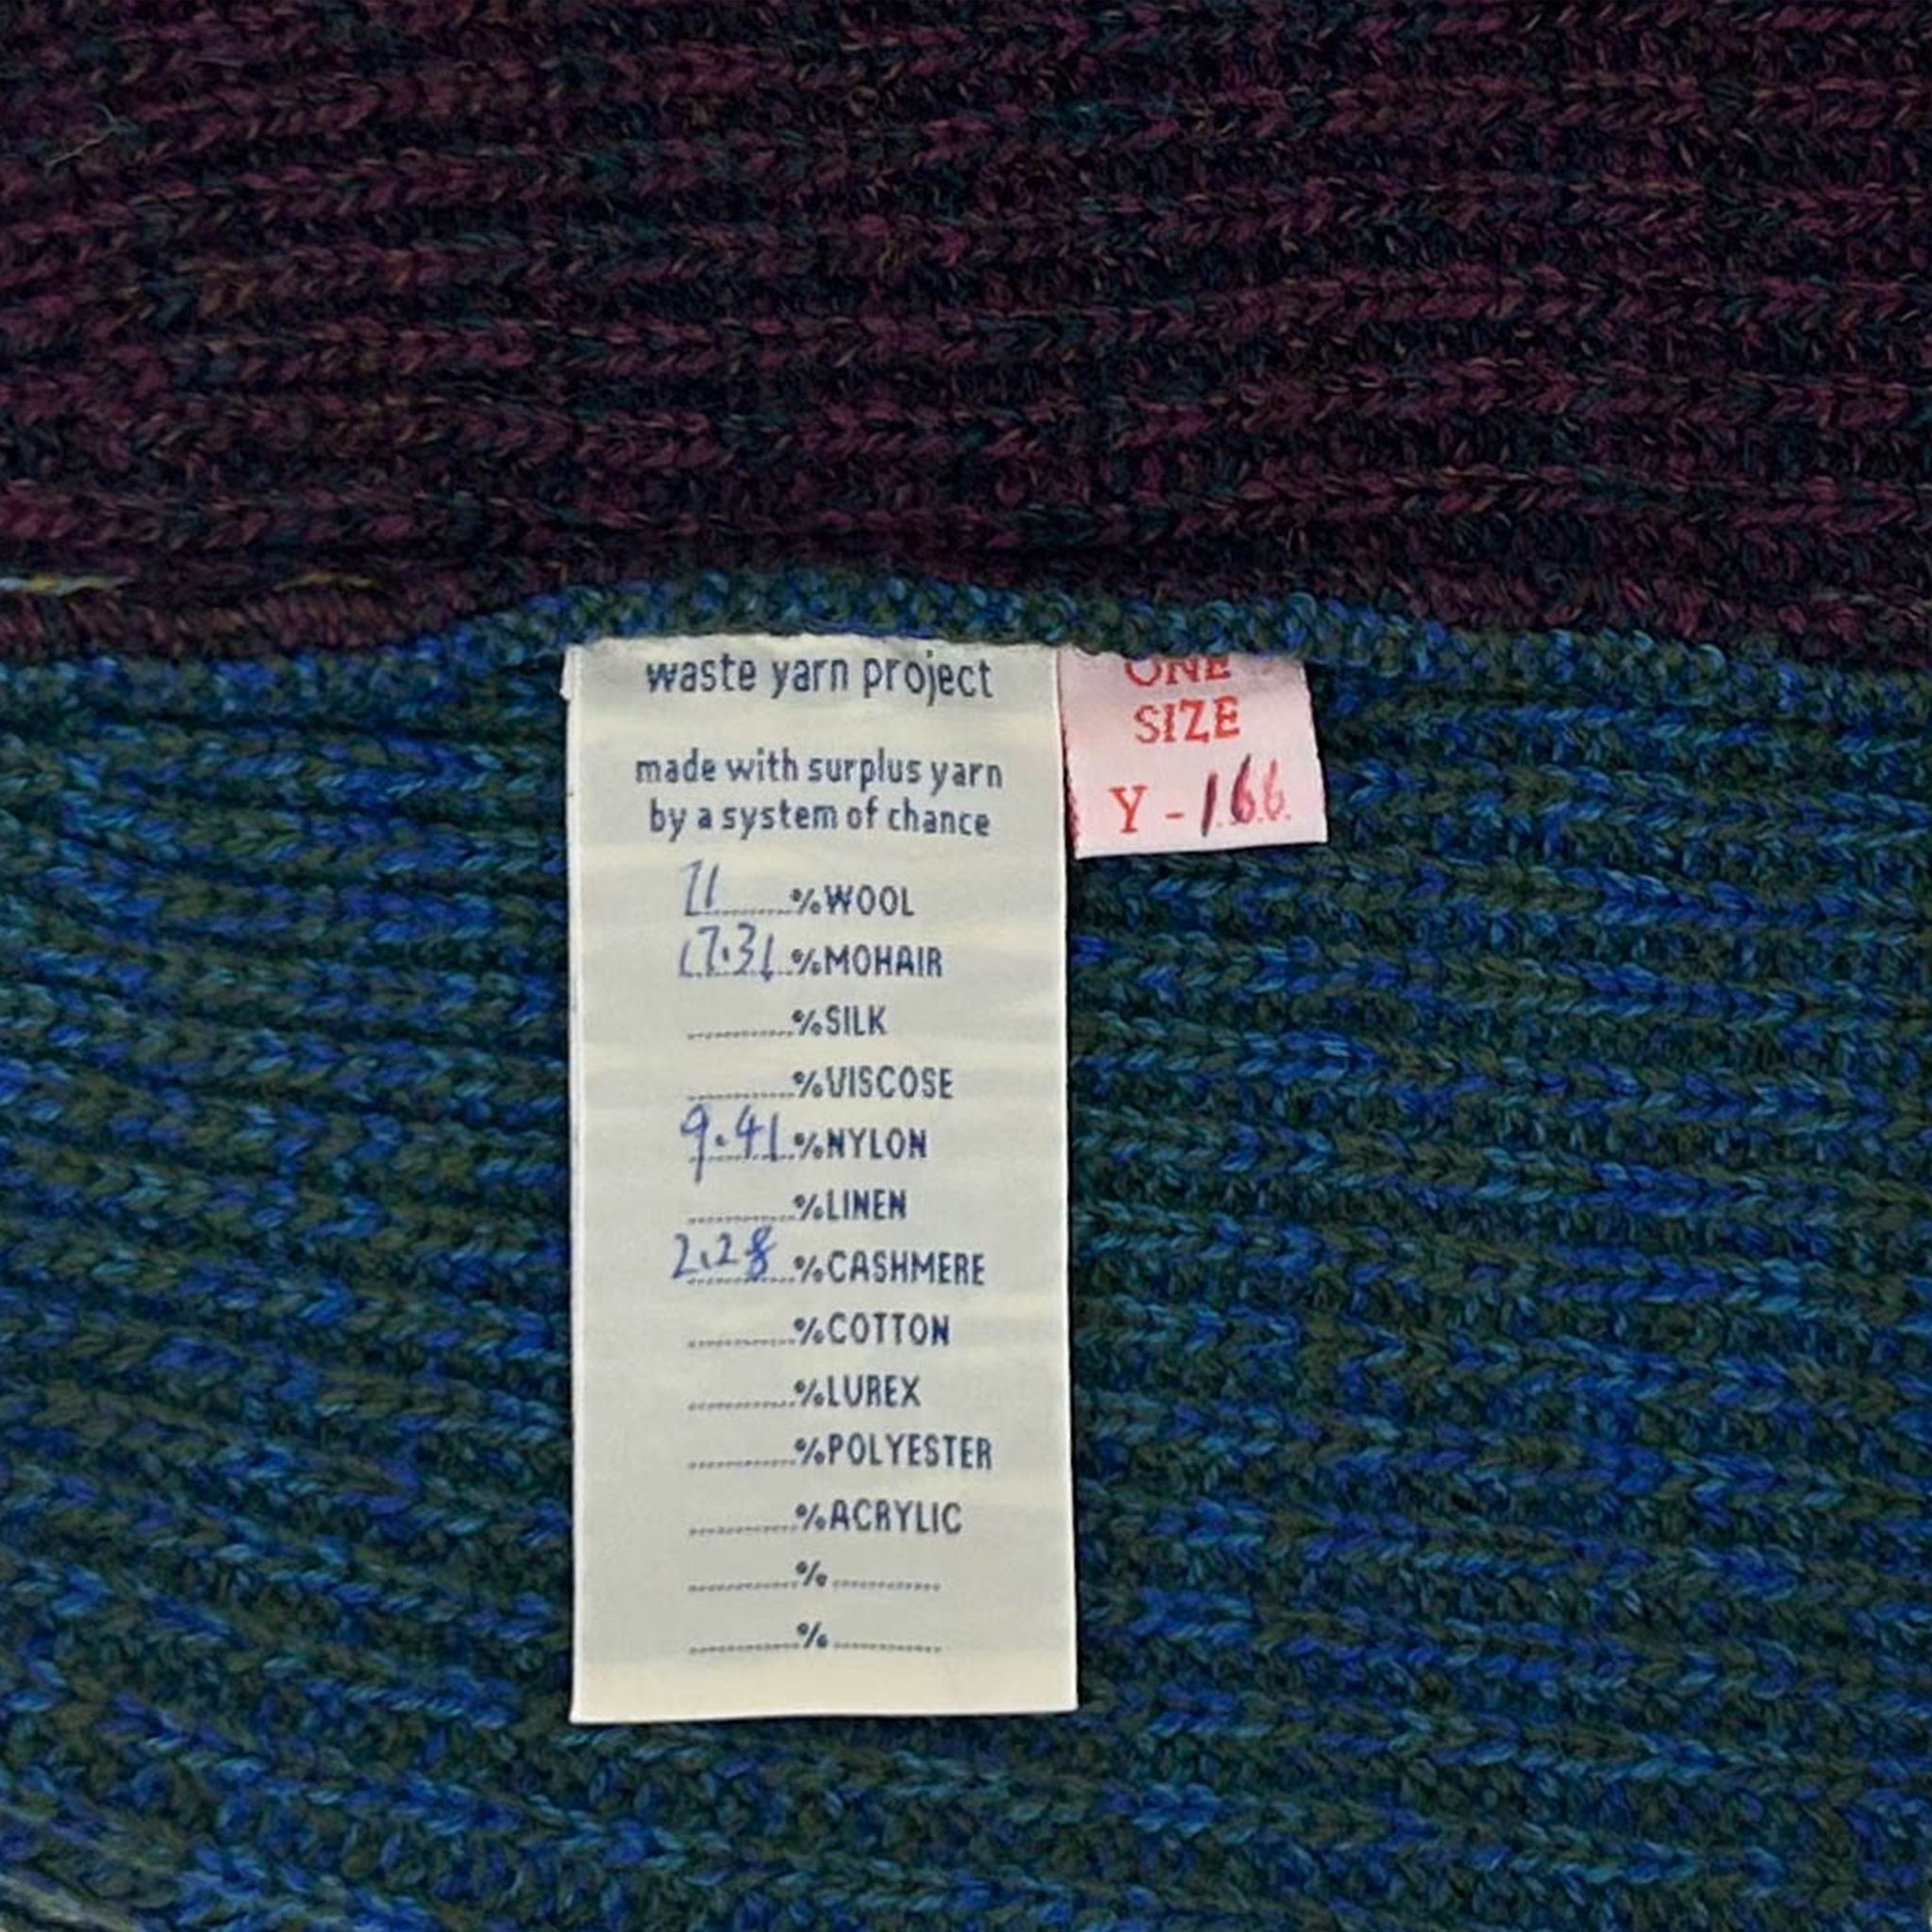 waste yarn project
made with surplus yarn
by a system of chance
71 %WOOL
17.31 %MOHAIR
..........%SILK
..........%VISCOSE
9.41 %NYLON
..........%LINEN
2.28 %CASHMERE
..........%COTTON
..........%LUREX
..........%POLYESTER
..........%ACRYLIC
..........%..........
..........%..........
ONE
SIZE
Y - 166